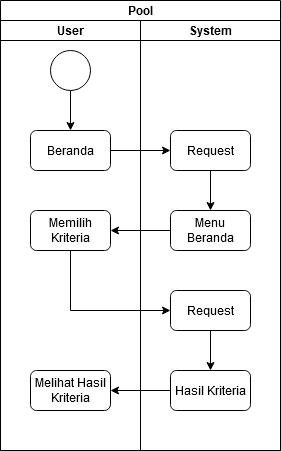 Pool
User
System
Beranda
Request
Memilih
Kriteria
Menu
Beranda
Request
Melihat Hasil
Kriteria
Hasil Kriteria